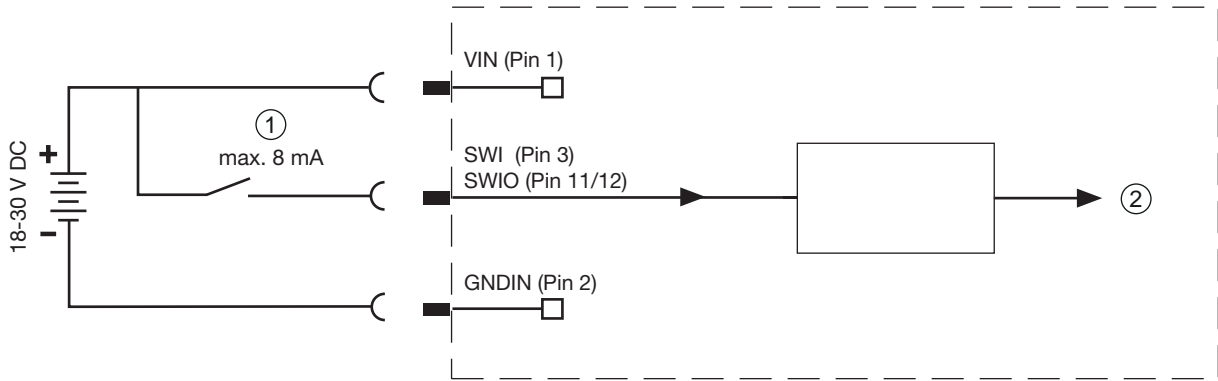 VIN (Pin 1)
①
max. 8 mA
SWI (Pin 3)
SWIO (Pin 11/12)
②
+
18-30 V DC
-
GNDIN (Pin 2)